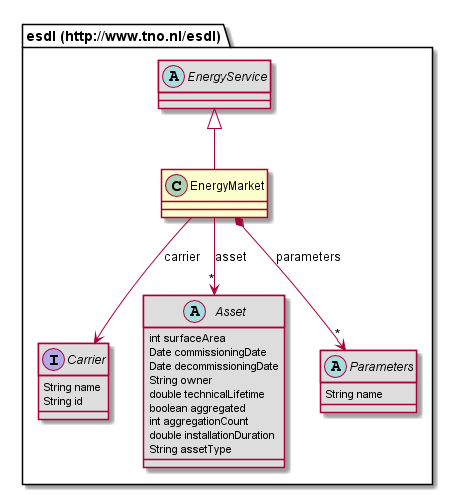 esdl (http://www.tno.nl/esdl)
A EnergyService
C EnergyMarket
carrier
asset
parameters
*
*
I Carrier
String name
String id
A Asset
int surfaceArea
Date commissioningDate
Date decommissioningDate
String owner
double technicalLifetime
boolean aggregated
int aggregationCount
double installationDuration
String assetType
A Parameters
String name